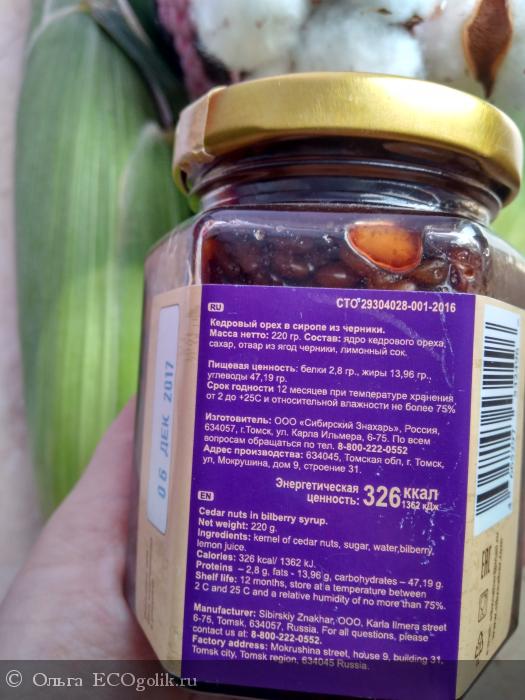 RU
СТО 29304028-001-2016
Кедровый орех в сиропе из черники.
Масса нетто: 220 гр. Состав: ядро кедрового ореха,
сахар, отвар из ягод черники, лимонный сок.
Пищевая ценность: белки 2,8 гр., жиры 13,96 гр.,
углеводы 47,19 гр.
Срок годности 12 месяцев при температуре хранения
от 2 до +25С и относительной влажности не более 75%
Изготовитель: ООО «Сибирский Знахарь», Россия,
634057, г.Томск, ул. Карла Ильмера, 6-75. По всем
вопросам обращаться по тел. 8-800-222-0552
Адрес производства: 634045, Томская обл, г. Томск,
ул, Мокрушина, дом 9, строение 31.
Энергетическая
ценность: 326 ккал
1362 кДж
EN
Cedar nuts in bilberry syrup.
Net weight: 220 g.
Ingredients: kernel of cedar nuts, sugar, water,bilberry,
lemon juice.
Calories: 326 kcal/ 1362 kJ.
Proteins – 2,8 g, fats - 13,96 g, carbohydrates – 47,19 g.
Shelf life: 12 months, store at a temperature between
2 C and 25 C and a relative humidity of no more than 75%.
Manufacturer: Sibirskiy Znakhar, OOO, Karla Ilmera street
6-75, Tomsk, 634057, Russia. For all questions, please
contact us at: 8-800-222-0552.
Factory address: Mokrushina street, house 9, building 31,
Tomsk city, Tomsk region, 634045 Russia.
06 ДЕК 2017
EAC
© Ольга ECOgolik.ru